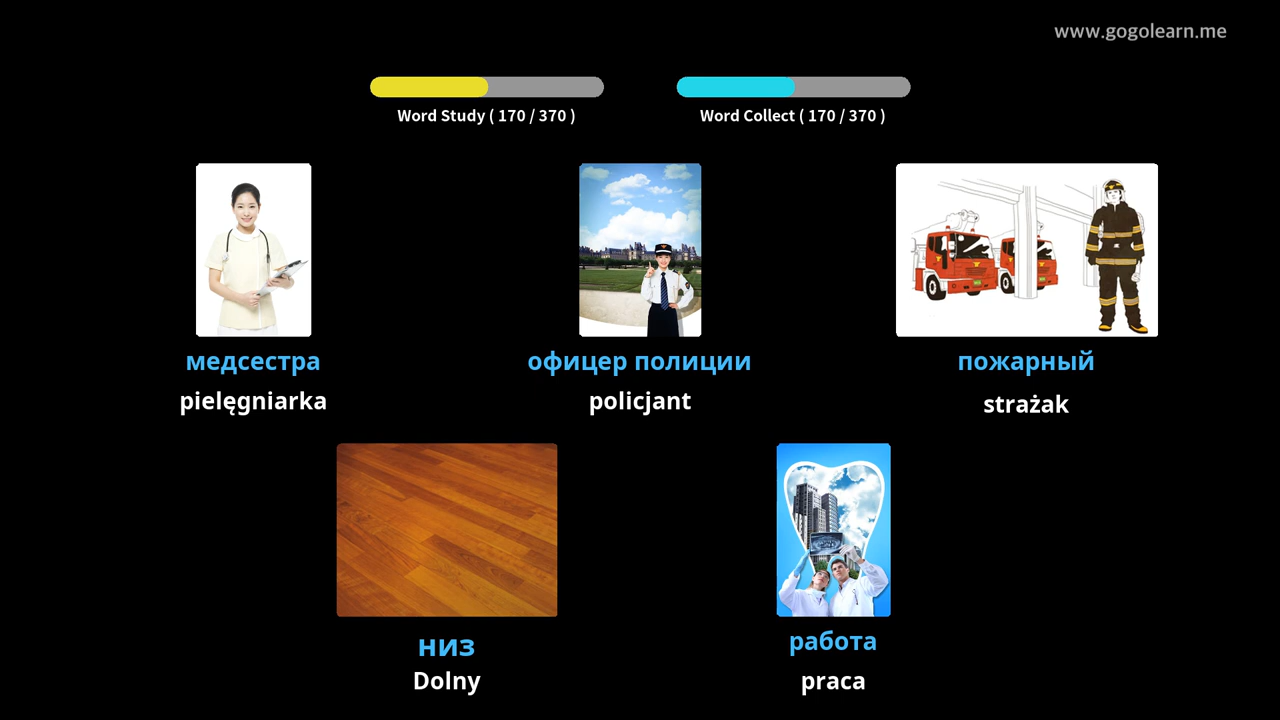 www.gogolearn.me
Word Study ( 170 / 370 )
Word Collect ( 170 / 370 )
медсестра
pielęgniarka
офицер полиции
policjant
пожарный
strażak
низ
Dolny
работа
praca